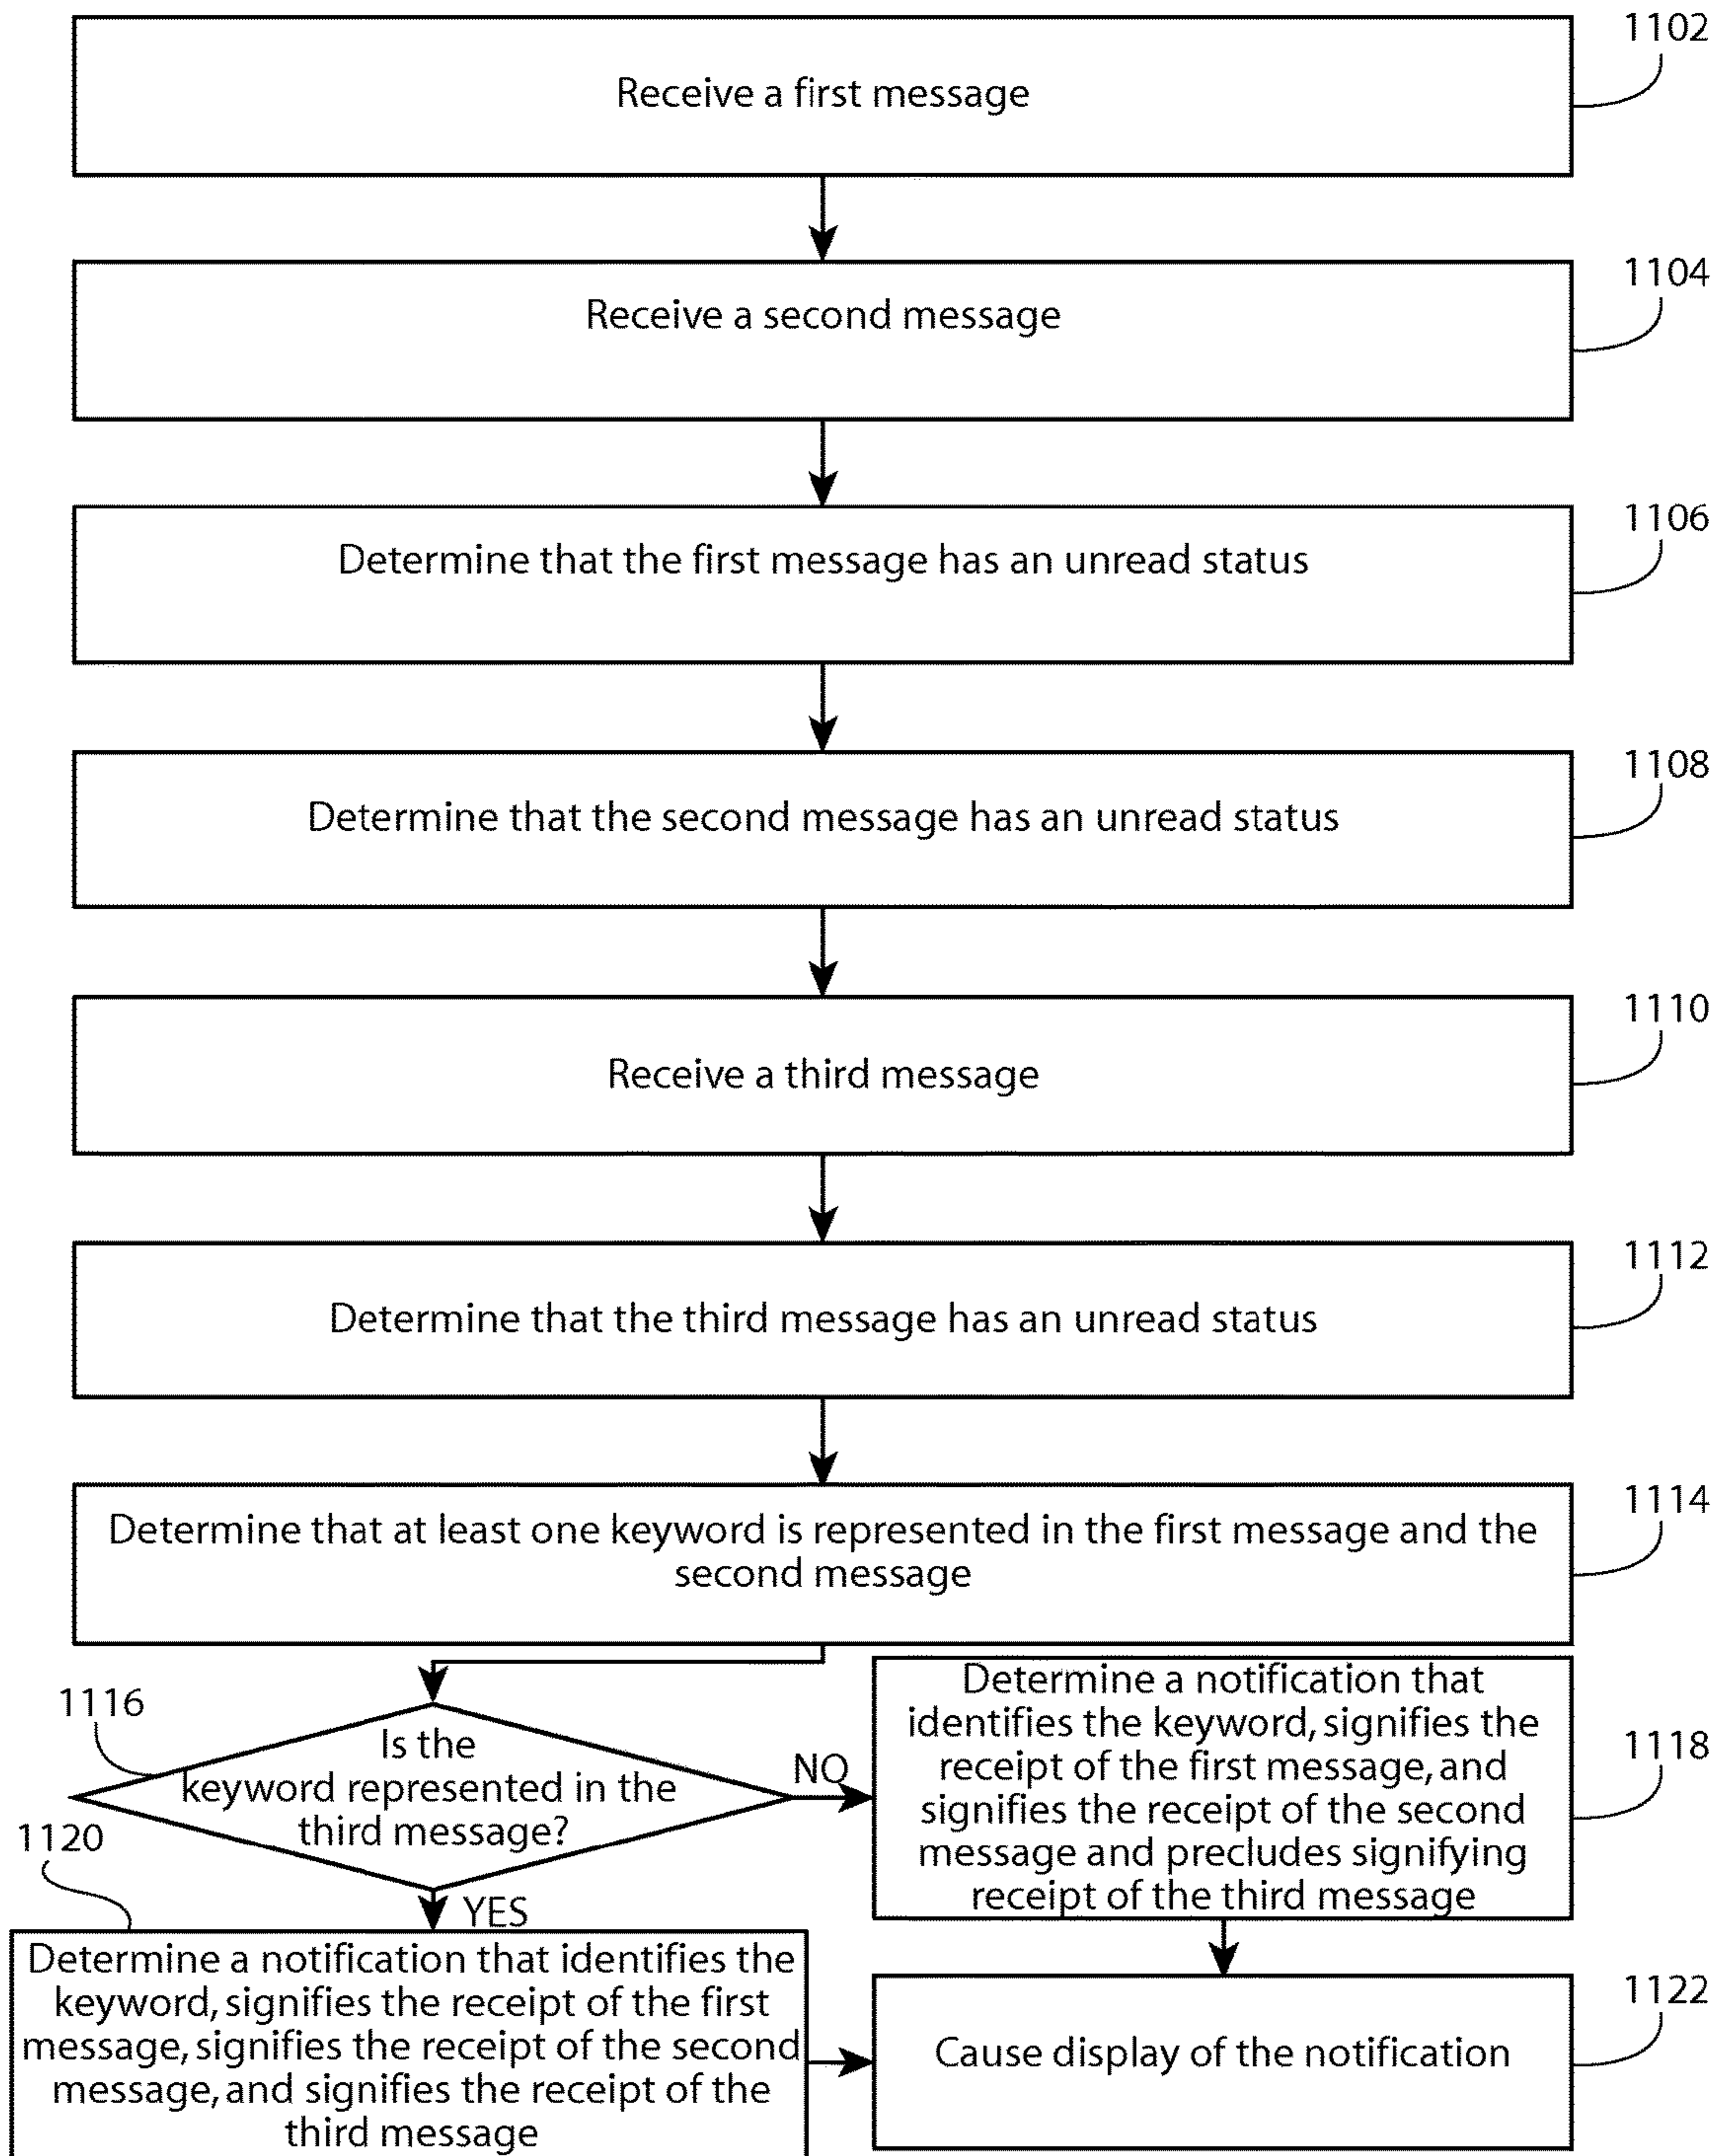 1102
Receive a first message
1104
Receive a second message
1106
Determine that the first message has an unread status
1108
Determine that the second message has an unread status
1110
Receive a third message
1112
Determine that the third message has an unread status
1114
Determine that at least one keyword is represented in the first message and the
second message
1116
Is the
keyword represented in the
third message?
NO
Determine a notification that
identifies the keyword, signifies the
receipt of the first message, and
signifies the receipt of the second
message and precludes signifying
receipt of the third message
1118
1120
YES
Determine a notification that identifies the
keyword, signifies the receipt of the first
message, signifies the receipt of the second
message, and signifies the receipt of the
third message
1122
Cause display of the notification